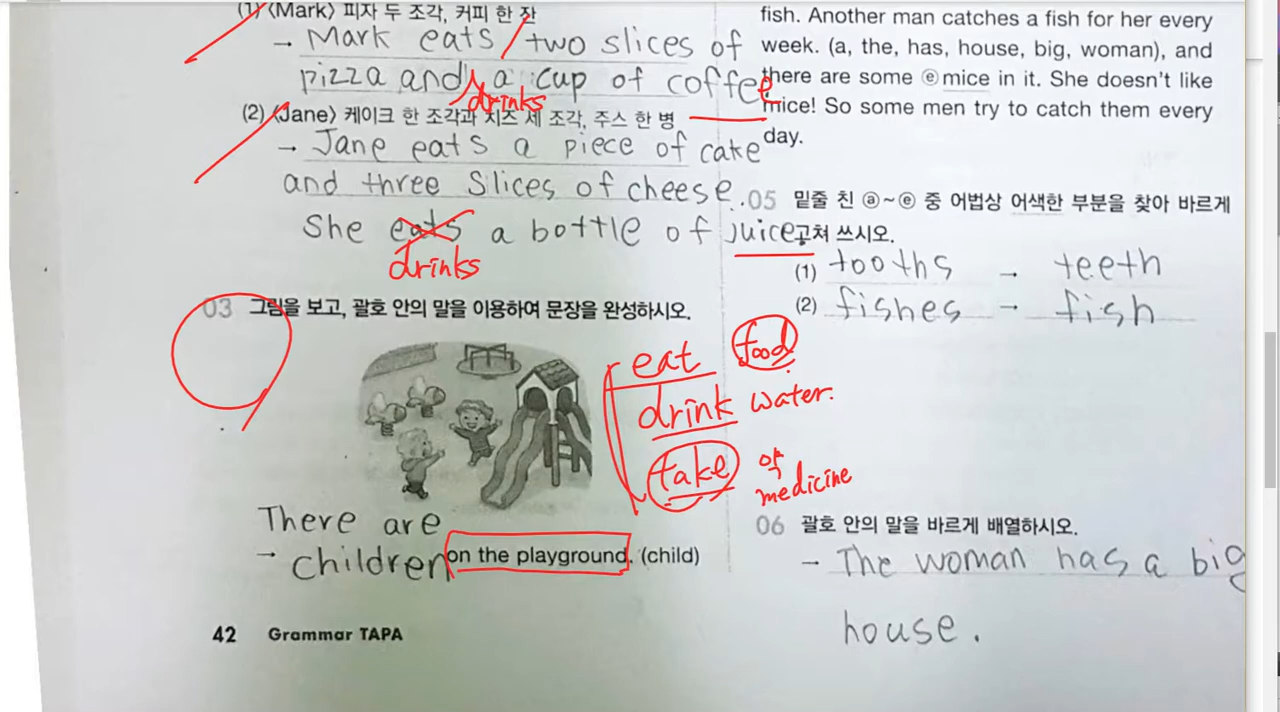 (1) <Mark> 피자 두 조각, 커피 한 잔
→ Mark eats two slices of
pizza and a cup of coffee
drinks
(2) <Jane> 케이크 한 조각과 치즈 세 조각, 주스 한 병
→ Jane eats a piece of cake
and three slices of cheese.
She eats a bottle of juice
drinks
03 그림을 보고, 괄호 안의 말을 이용하여 문장을 완성하시오.
eat food
drink water.
take 약
medicine
There are
→ children on the playground. (child)
42 Grammar TAPA
fish. Another man catches a fish for her every
week. (a, the, has, house, big, woman), and
there are some ⓔ mice in it. She doesn't like
mice! So some men try to catch them every
day.
05 밑줄 친 ⓐ~ⓔ 중 어법상 어색한 부분을 찾아 바르게
고쳐 쓰시오.
(1) tooths → teeth
(2) fishes → fish
06 괄호 안의 말을 바르게 배열하시오.
→ The woman has a big
house.